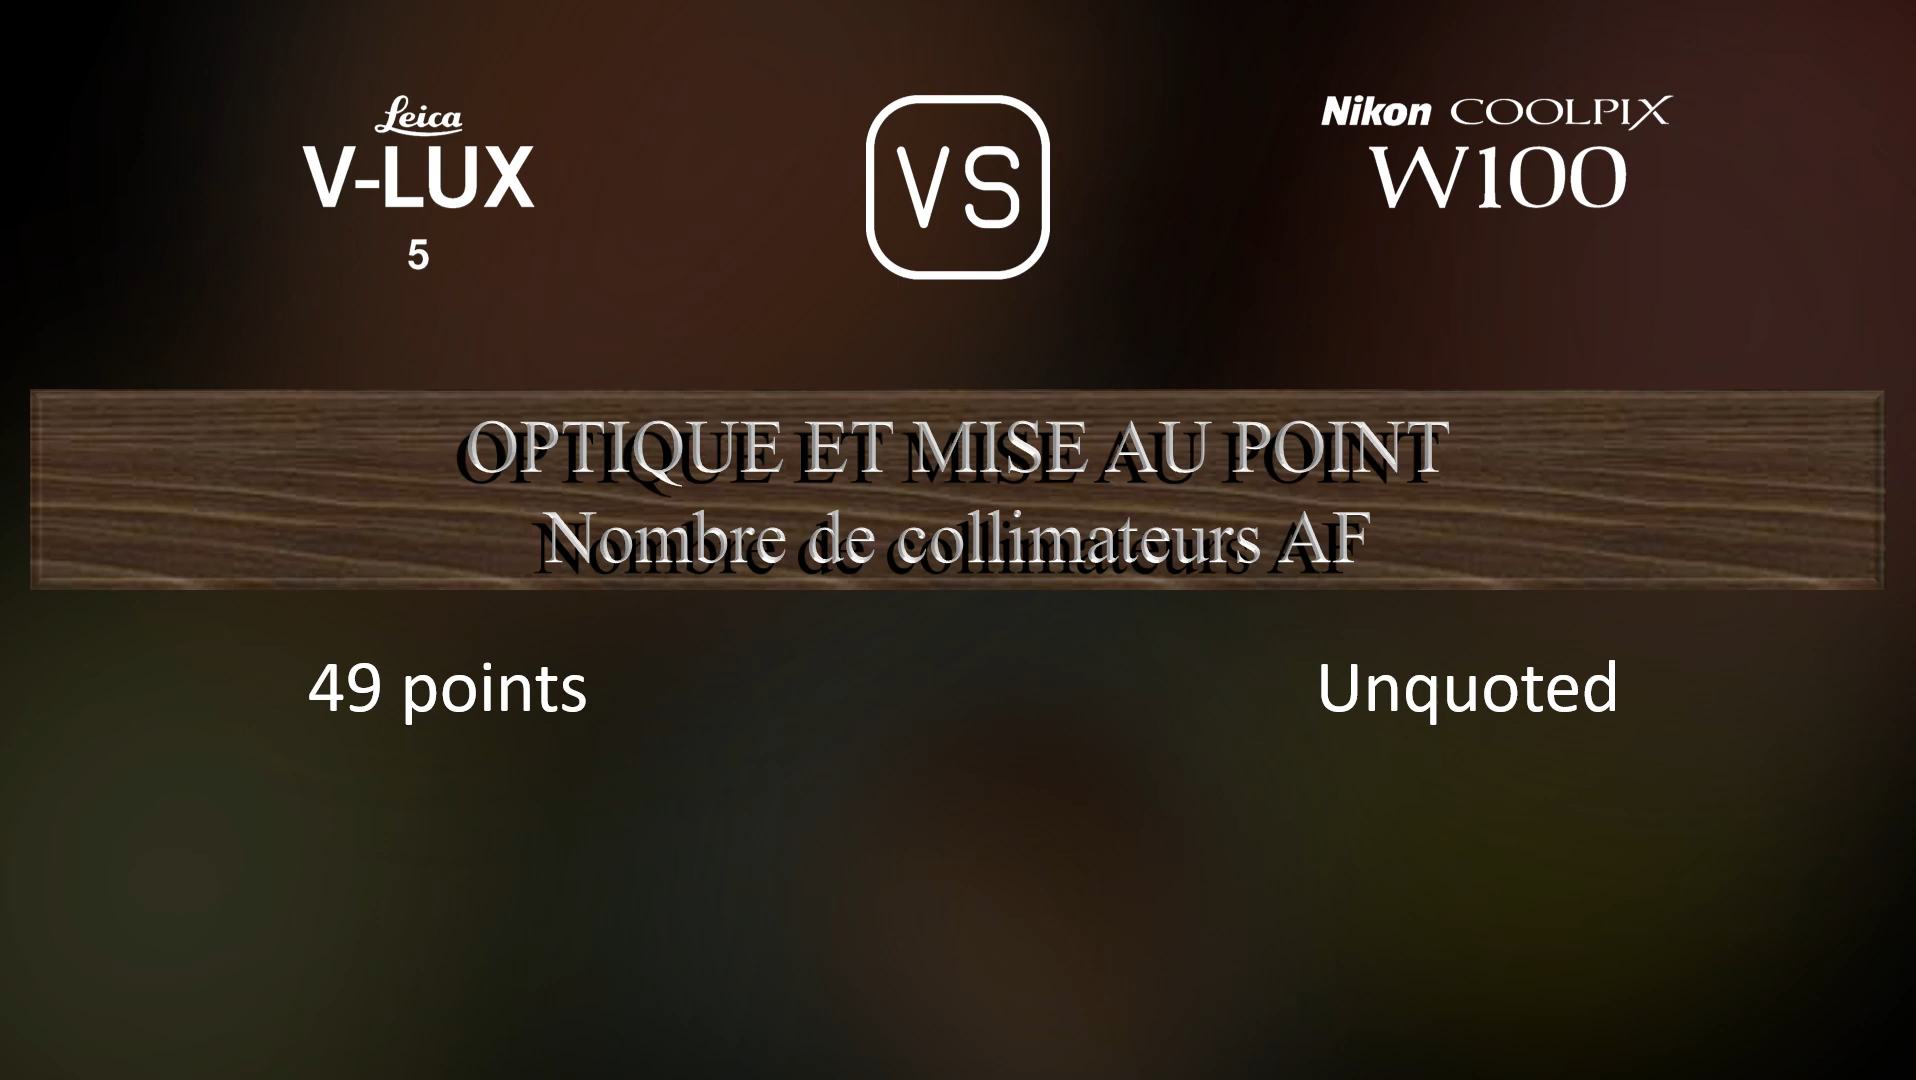 Leica
V-LUX
5
VS
Nikon COOLPIX
W100
OPTIQUE ET MISE AU POINT
Nombre de collimateurs AF
49 points
Unquoted